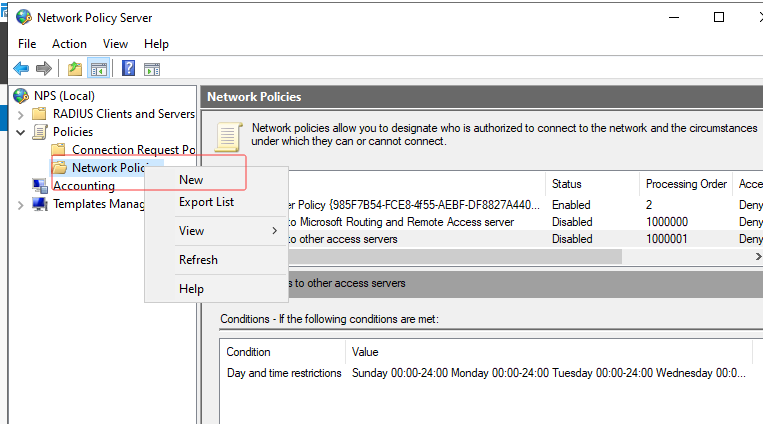 Network Policy Server
File Action View Help
NPS (Local)
RADIUS Clients and Servers
Policies
Connection Request Po
Network Polici
Accounting
Templates Manag
New
Export List
View
Refresh
Help
Network Policies
Network policies allow you to designate who is authorized to connect to the network and the circumstances
under which they can or cannot connect.
Status Processing Order Acce
er Policy {985F7B54-FCE8-4f55-AEBF-DF8827A440... Enabled 2 Deny
to Microsoft Routing and Remote Access server Disabled 1000000 Deny
to other access servers Disabled 1000001 Deny
s to other access servers
Conditions - If the following conditions are met:
Condition Value
Day and time restrictions Sunday 00:00-24:00 Monday 00:00-24:00 Tuesday 00:00-24:00 Wednesday 00:0...